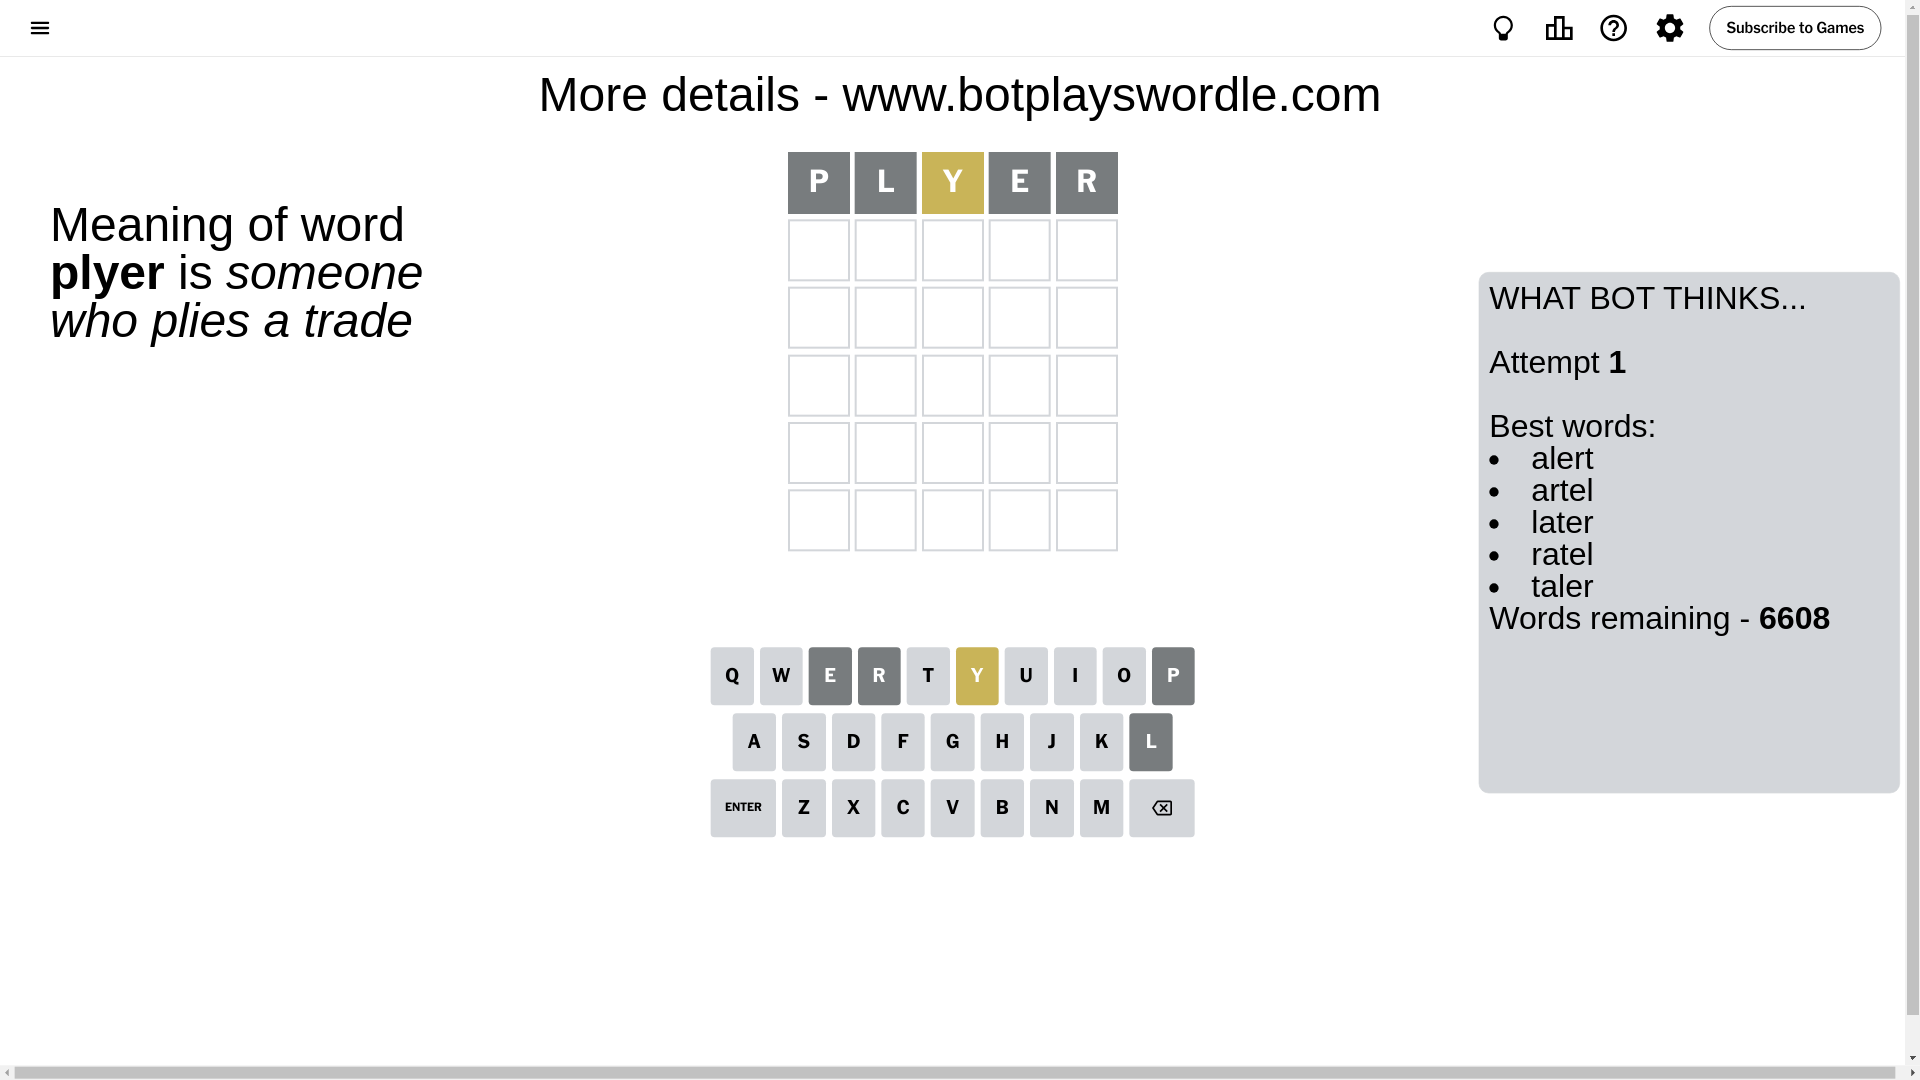 Subscribe to Games
More details - www.botplayswordle.com
Meaning of word
plyer is someone
who plies a trade
P L Y E R
WHAT BOT THINKS...
Attempt 1
Best words:
• alert
• artel
• later
• ratel
• taler
Words remaining - 6608
Q W E R T Y U I O P
A S D F G H J K L
ENTER Z X C V B N M